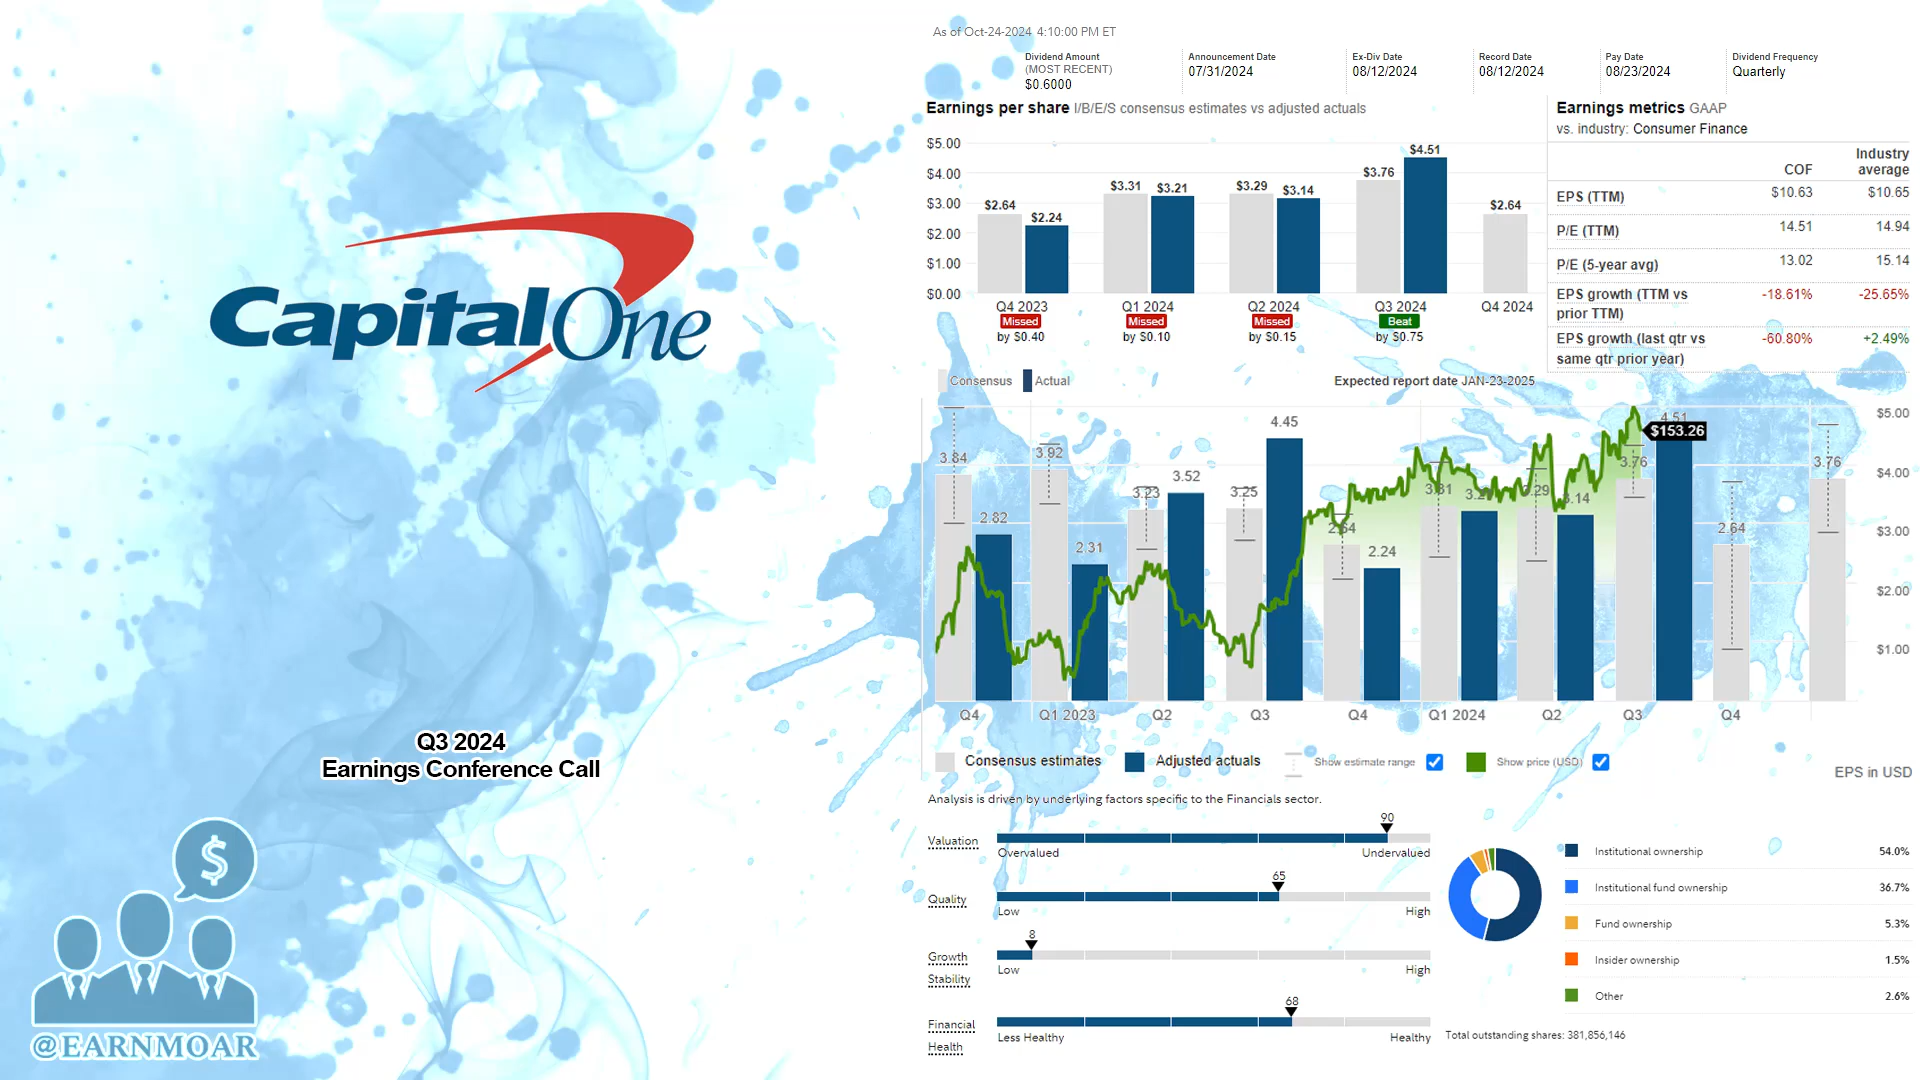 As of Oct-24-2024 4:10:00 PM ET
Dividend Amount
(MOST RECENT)
$0.6000
Announcement Date
07/31/2024
Ex-Div Date
08/12/2024
Record Date
08/12/2024
Pay Date
08/23/2024
Dividend Frequency
Quarterly
Earnings per share I/B/E/S consensus estimates vs adjusted actuals
$5.00
$4.00
$3.00
$2.00
$1.00
$0.00
$2.64
$2.24
$3.31
$3.21
$3.29
$3.14
$3.76
$4.51
$2.64
Q4 2023
Missed
by $0.40
Q1 2024
Missed
by $0.10
Q2 2024
Missed
by $0.15
Q3 2024
Beat
by $0.75
Q4 2024
Consensus
Actual
Expected report date JAN-23-2025
Earnings metrics GAAP
vs. industry: Consumer Finance
COF
Industry
average
EPS (TTM) $10.63 $10.65
P/E (TTM) 14.51 14.94
P/E (5-year avg) 13.02 15.14
EPS growth (TTM vs
prior TTM) -18.61% -25.65%
EPS growth (last qtr vs
same qtr prior year) -60.80% +2.49%
CapitalOne
Q3 2024
Earnings Conference Call
$
@EARNMOAR
3.84
2.82
3.92
2.31
3.23
3.52
3.25
4.45
2.64
2.24
3.31
3.29
3.14
3.76
4.51
$153.26
2.64
3.76
$5.00
$4.00
$3.00
$2.00
$1.00
Q4
Q1 2023
Q2
Q3
Q4
Q1 2024
Q2
Q3
Q4
Consensus estimates
Adjusted actuals
Show estimate range
Show price (USD)
EPS in USD
Analysis is driven by underlying factors specific to the Financials sector.
Valuation
90
Overvalued
Undervalued
Quality
65
Low
High
Growth
Stability
8
Low
High
Financial
Health
68
Less Healthy
Healthy
Institutional ownership 54.0%
Institutional fund ownership 36.7%
Fund ownership 5.3%
Insider ownership 1.5%
Other 2.6%
Total outstanding shares: 381,856,146